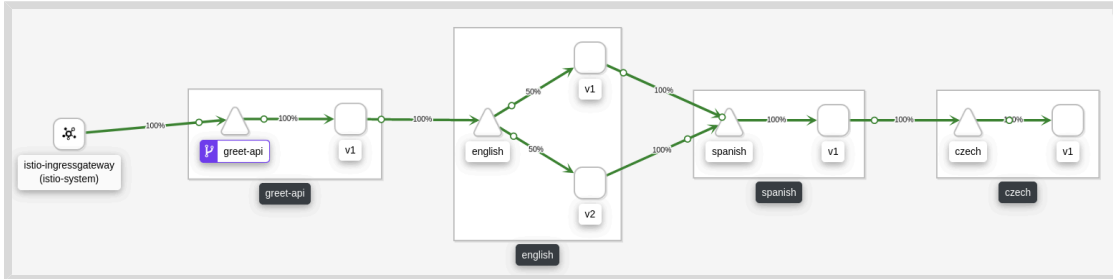 100%
istio-ingressgateway
(istio-system)
100%
greet-api
v1
greet-api
100%
english
50%
50%
v1
v2
english
100%
100%
spanish
100%
v1
spanish
100%
czech
v1
czech